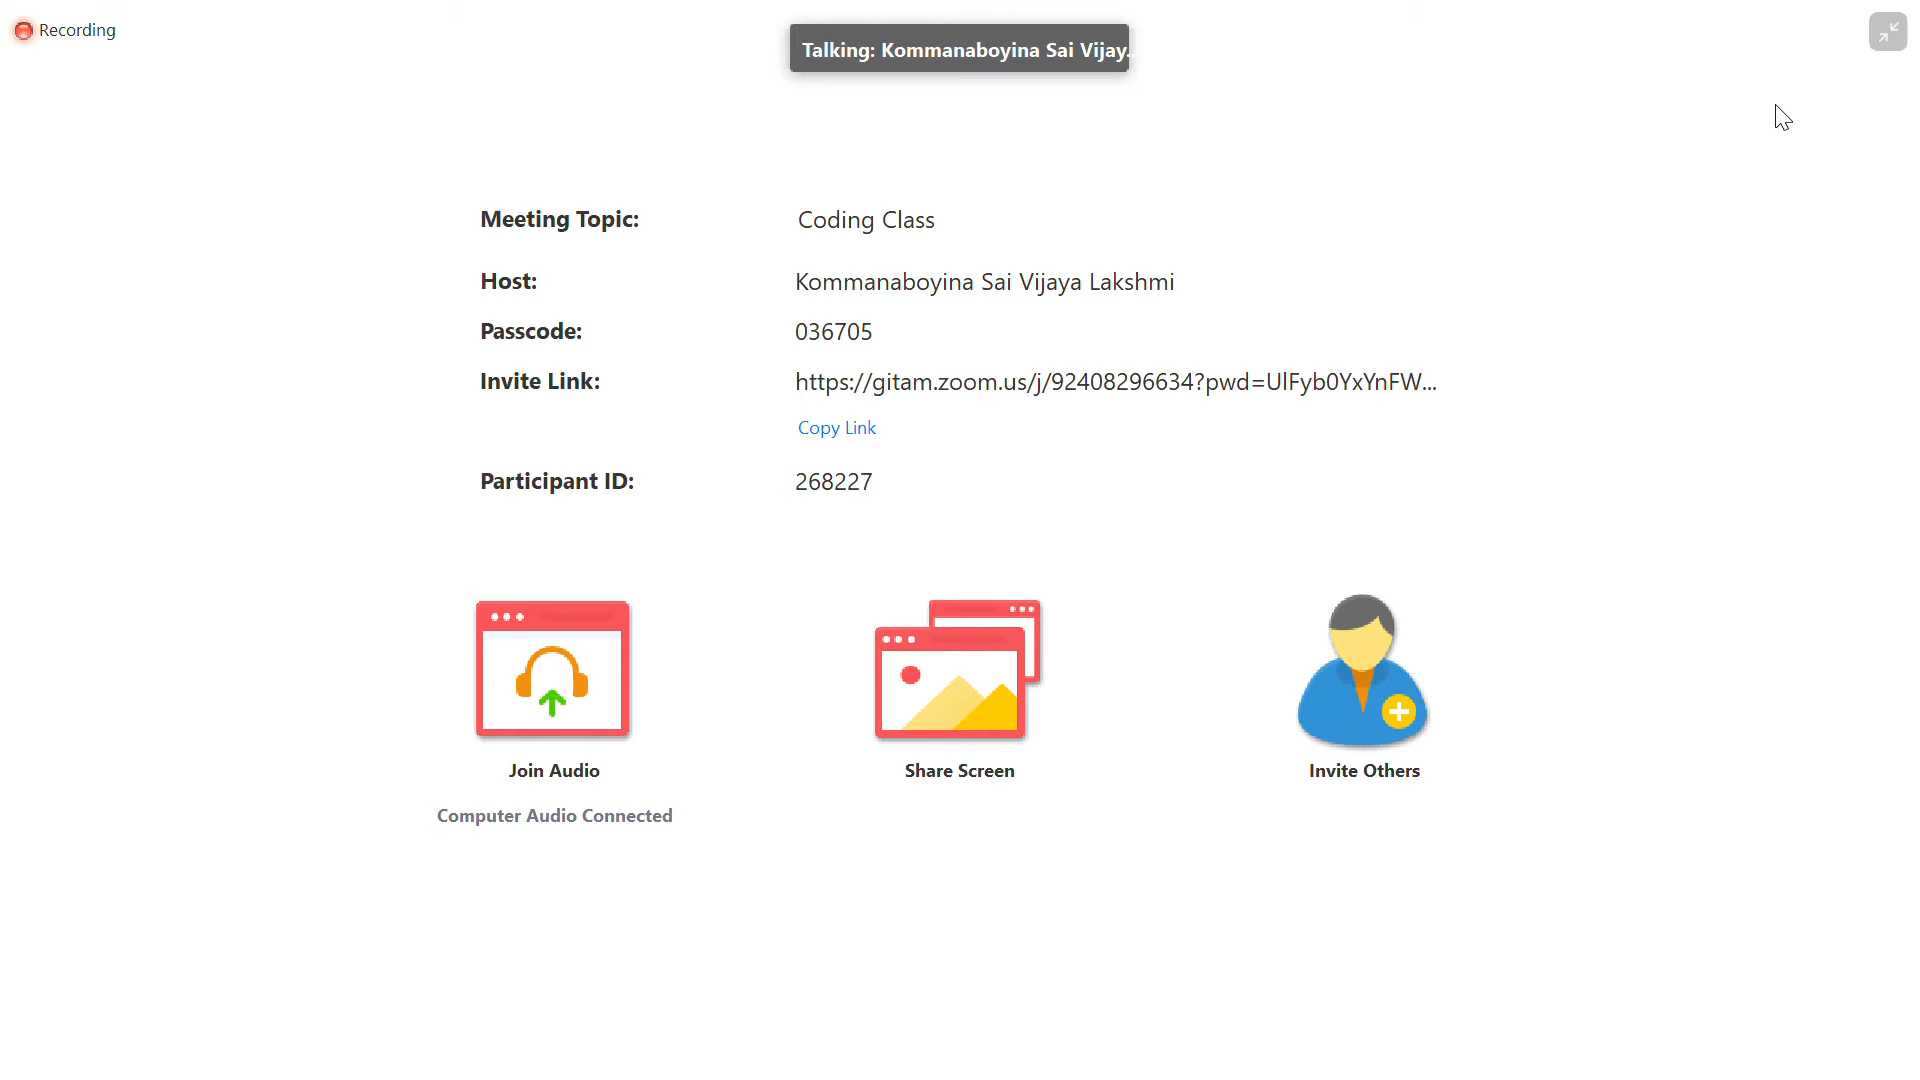 Recording
Talking: Kommanaboyina Sai Vijay...
Meeting Topic: Coding Class
Host: Kommanaboyina Sai Vijaya Lakshmi
Passcode: 036705
Invite Link: https://gitam.zoom.us/j/92408296634?pwd=UlFyb0YxYnFW...
Copy Link
Participant ID: 268227
Join Audio Share Screen Invite Others
Computer Audio Connected